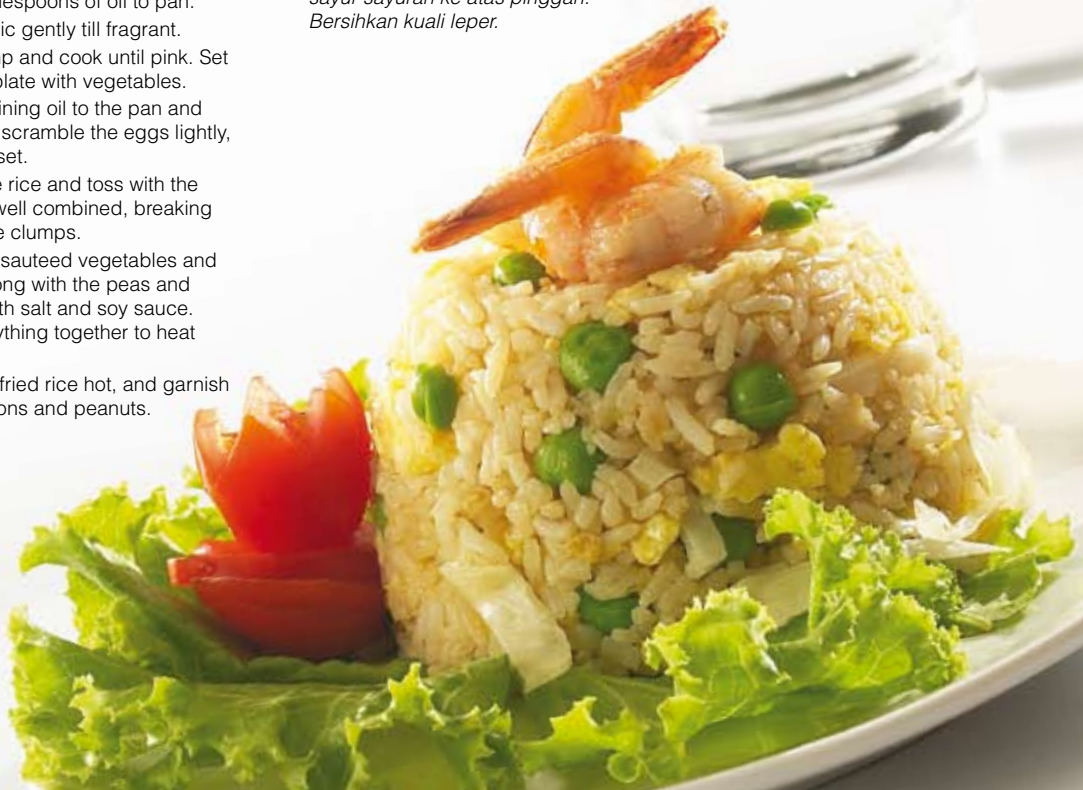 espoons of oil to pan.
ic gently till fragrant.
p and cook until pink. Set
plate with vegetables.
ining oil to the pan and
scramble the eggs lightly,
set.
rice and toss with the
well combined, breaking
clumps.
sauteed vegetables and
ong with the peas and
th salt and soy sauce.
ything together to heat
fried rice hot, and garnish
ons and peanuts.
sayur-sayuran ke atas pinggan.
Bersihkan kuali leper.